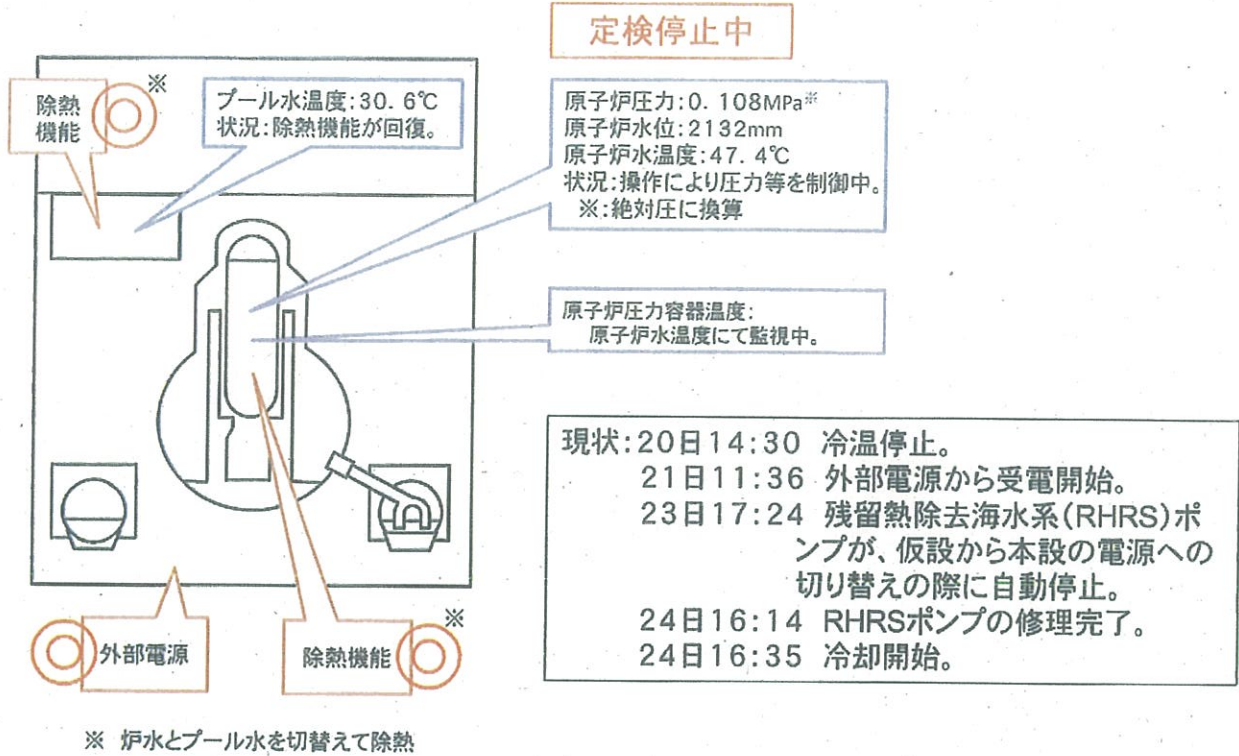 定検停止中
除熱
機能
※
プール水温度:30. 6℃
状況:除熱機能が回復。
原子炉圧力:0. 108MPa※
原子炉水位:2132mm
原子炉水温度:47. 4℃
状況:操作により圧力等を制御中。
※:絶対圧に換算
原子炉圧力容器温度:
原子炉水温度にて監視中。
現状:20日14:30 冷温停止。
21日11:36 外部電源から受電開始。
23日17:24 残留熱除去海水系(RHRS)ポ
ンプが、仮設から本設の電源への
切り替えの際に自動停止。
24日16:14 RHRSポンプの修理完了。
24日16:35 冷却開始。
外部電源
除熱機能
※
※ 炉水とプール水を切替えて除熱